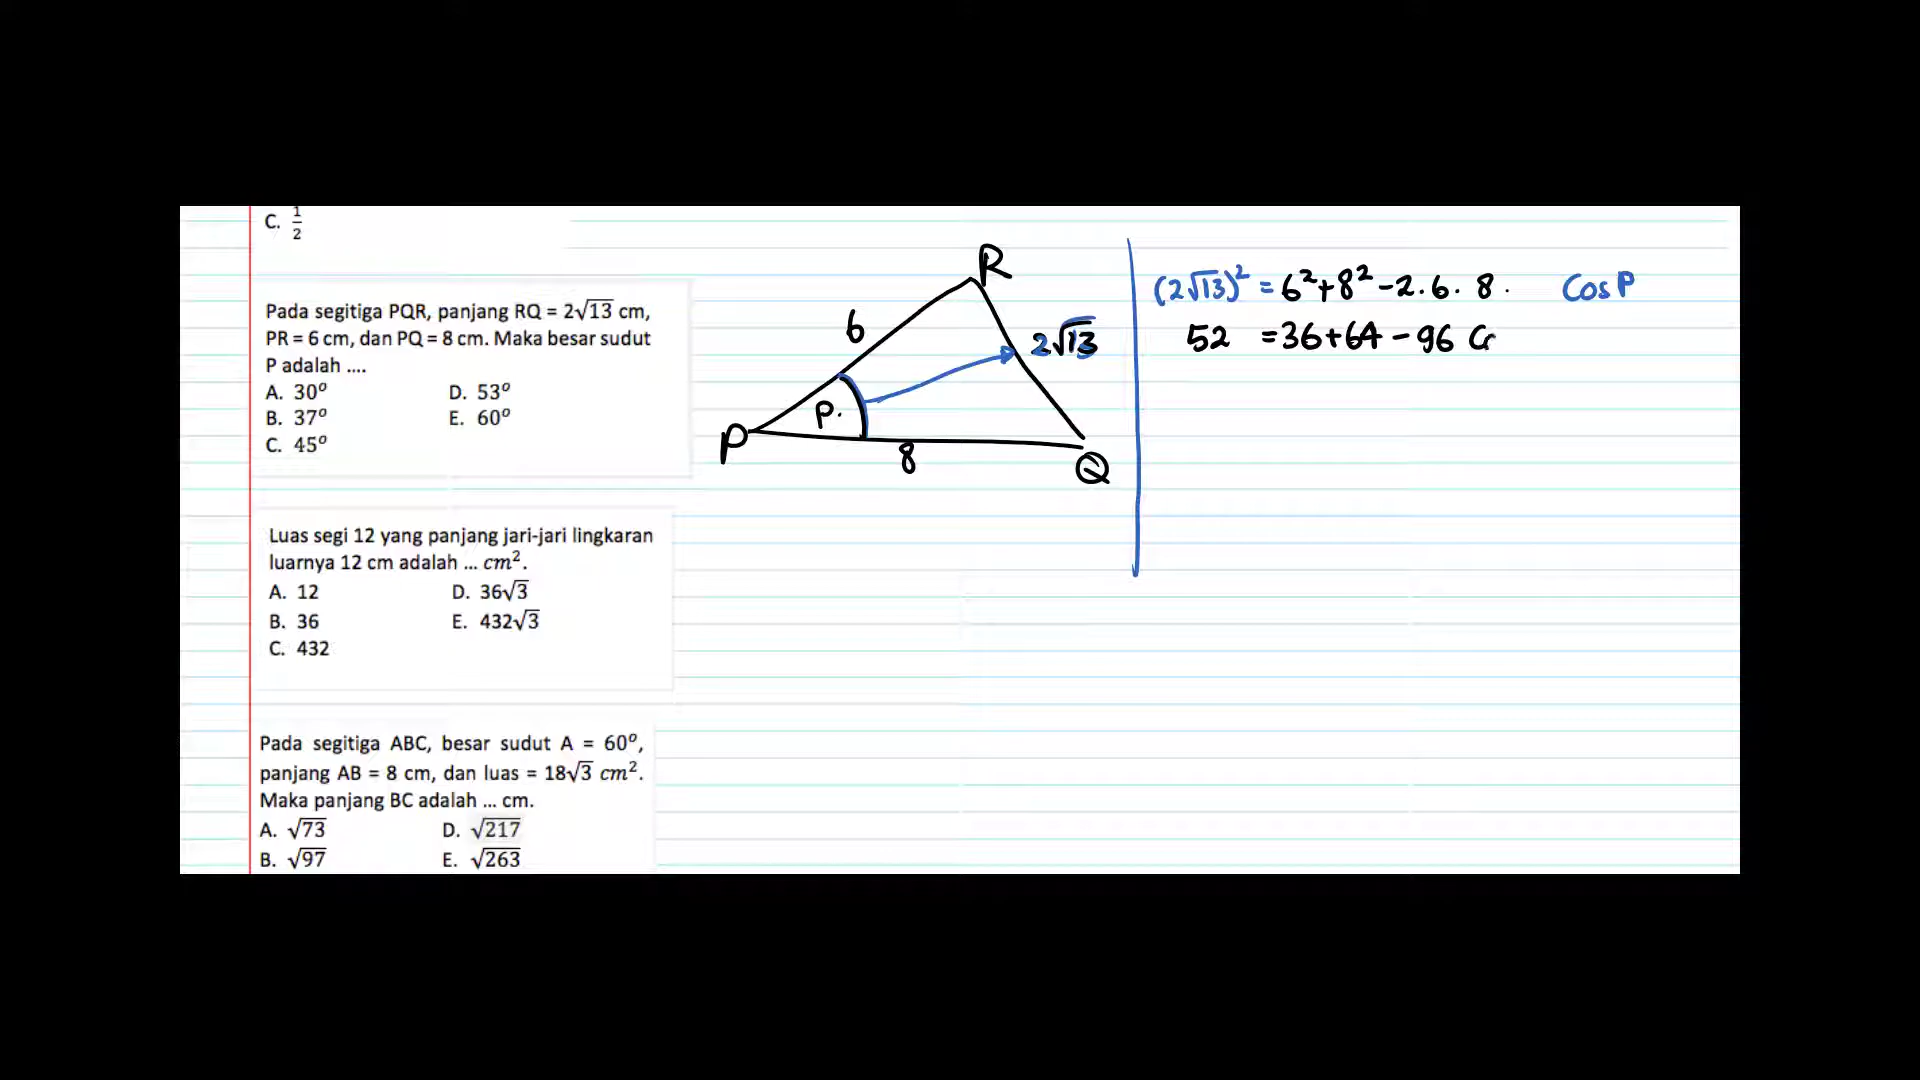 C. 1/2
Pada segitiga PQR, panjang RQ = 2√13 cm,
PR = 6 cm, dan PQ = 8 cm. Maka besar sudut
P adalah ....
A. 30° D. 53°
B. 37° E. 60°
C. 45°
R
6
2√13
P.
P
8
Q
(2√13)² = 6² + 8² - 2 . 6 . 8 . Cos P
52 = 36 + 64 - 96 Co
Luas segi 12 yang panjang jari-jari lingkaran
luarnya 12 cm adalah ... cm².
A. 12 D. 36√3
B. 36 E. 432√3
C. 432
Pada segitiga ABC, besar sudut A = 60°,
panjang AB = 8 cm, dan luas = 18√3 cm².
Maka panjang BC adalah ... cm.
A. √73 D. √217
B. √97 E. √263